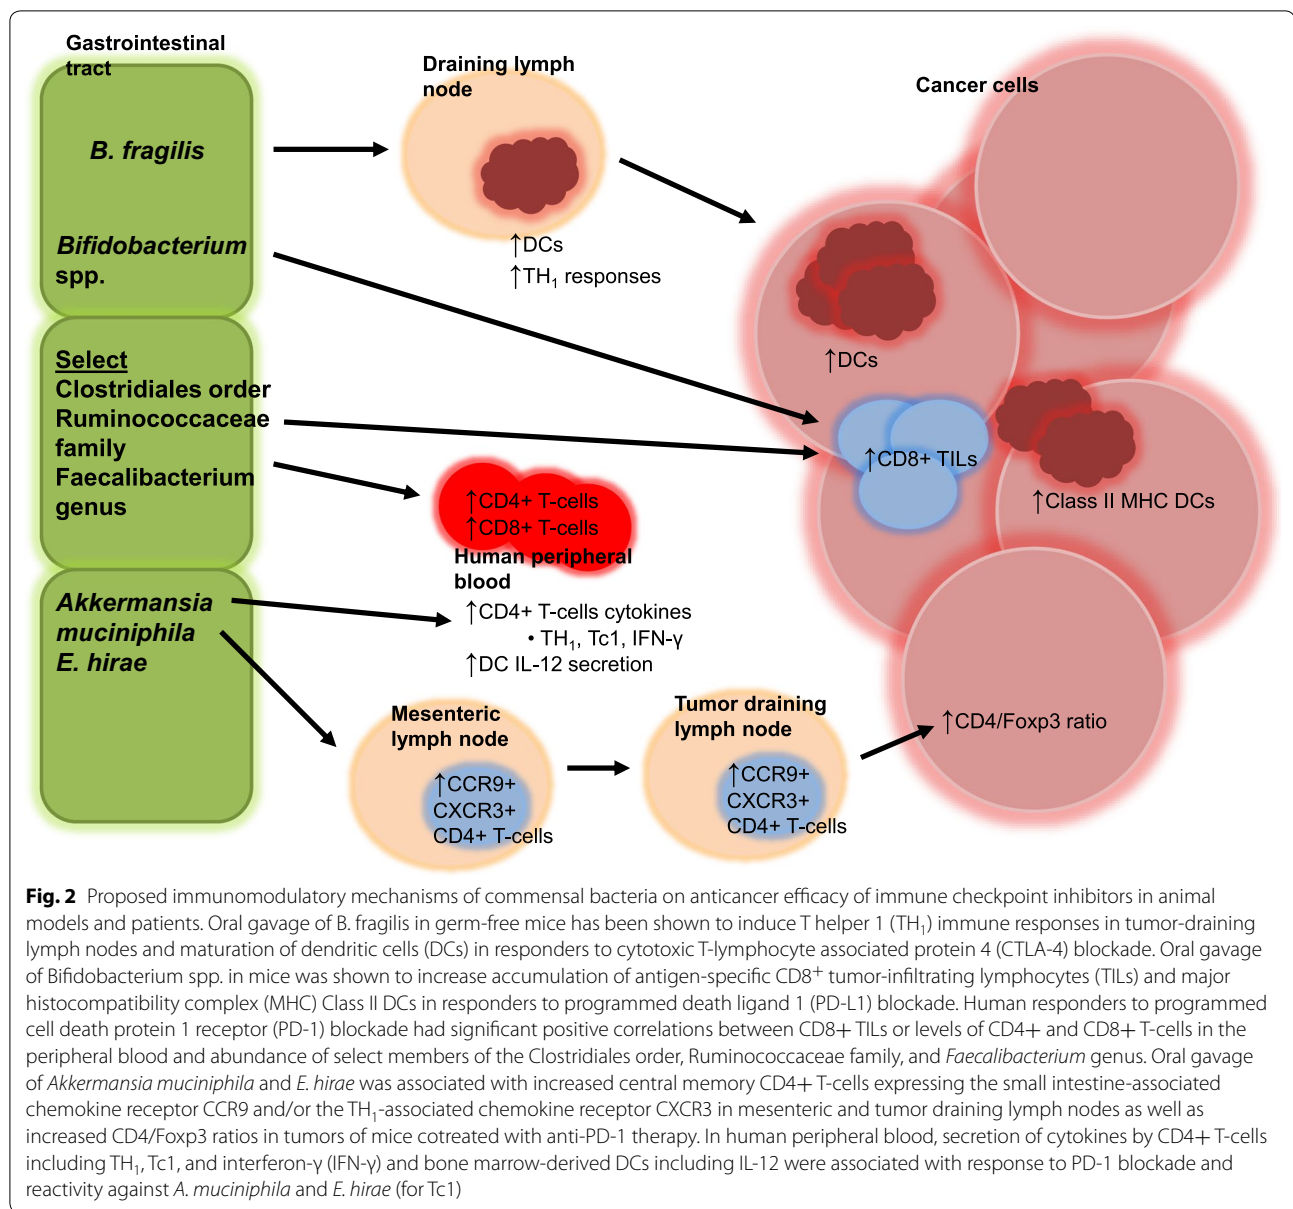 Gastrointestinal
tract
B. fragilis
Bifidobacterium
spp.
Select
Clostridiales order
Ruminococcaceae
family
Faecalibacterium
genus
Akkermansia
muciniphila
E. hirae
Draining lymph
node
↑DCs
↑TH₁ responses
Cancer cells
↑DCs
↑CD8+ TILs
↑Class II MHC DCs
↑CD4+ T-cells
↑CD8+ T-cells
Human peripheral
blood
↑CD4+ T-cells cytokines
• TH₁, Tc1, IFN-γ
↑DC IL-12 secretion
Mesenteric
lymph node
↑CCR9+
CXCR3+
CD4+ T-cells
Tumor draining
lymph node
↑CCR9+
CXCR3+
CD4+ T-cells
↑CD4/Foxp3 ratio
Fig. 2 Proposed immunomodulatory mechanisms of commensal bacteria on anticancer efficacy of immune checkpoint inhibitors in animal
models and patients. Oral gavage of B. fragilis in germ-free mice has been shown to induce T helper 1 (TH₁) immune responses in tumor-draining
lymph nodes and maturation of dendritic cells (DCs) in responders to cytotoxic T-lymphocyte associated protein 4 (CTLA-4) blockade. Oral gavage
of Bifidobacterium spp. in mice was shown to increase accumulation of antigen-specific CD8⁺ tumor-infiltrating lymphocytes (TILs) and major
histocompatibility complex (MHC) Class II DCs in responders to programmed death ligand 1 (PD-L1) blockade. Human responders to programmed
cell death protein 1 receptor (PD-1) blockade had significant positive correlations between CD8+ TILs or levels of CD4+ and CD8+ T-cells in the
peripheral blood and abundance of select members of the Clostridiales order, Ruminococcaceae family, and Faecalibacterium genus. Oral gavage
of Akkermansia muciniphila and E. hirae was associated with increased central memory CD4+ T-cells expressing the small intestine-associated
chemokine receptor CCR9 and/or the TH₁-associated chemokine receptor CXCR3 in mesenteric and tumor draining lymph nodes as well as
increased CD4/Foxp3 ratios in tumors of mice cotreated with anti-PD-1 therapy. In human peripheral blood, secretion of cytokines by CD4+ T-cells
including TH₁, Tc1, and interferon-γ (IFN-γ) and bone marrow-derived DCs including IL-12 were associated with response to PD-1 blockade and
reactivity against A. muciniphila and E. hirae (for Tc1)